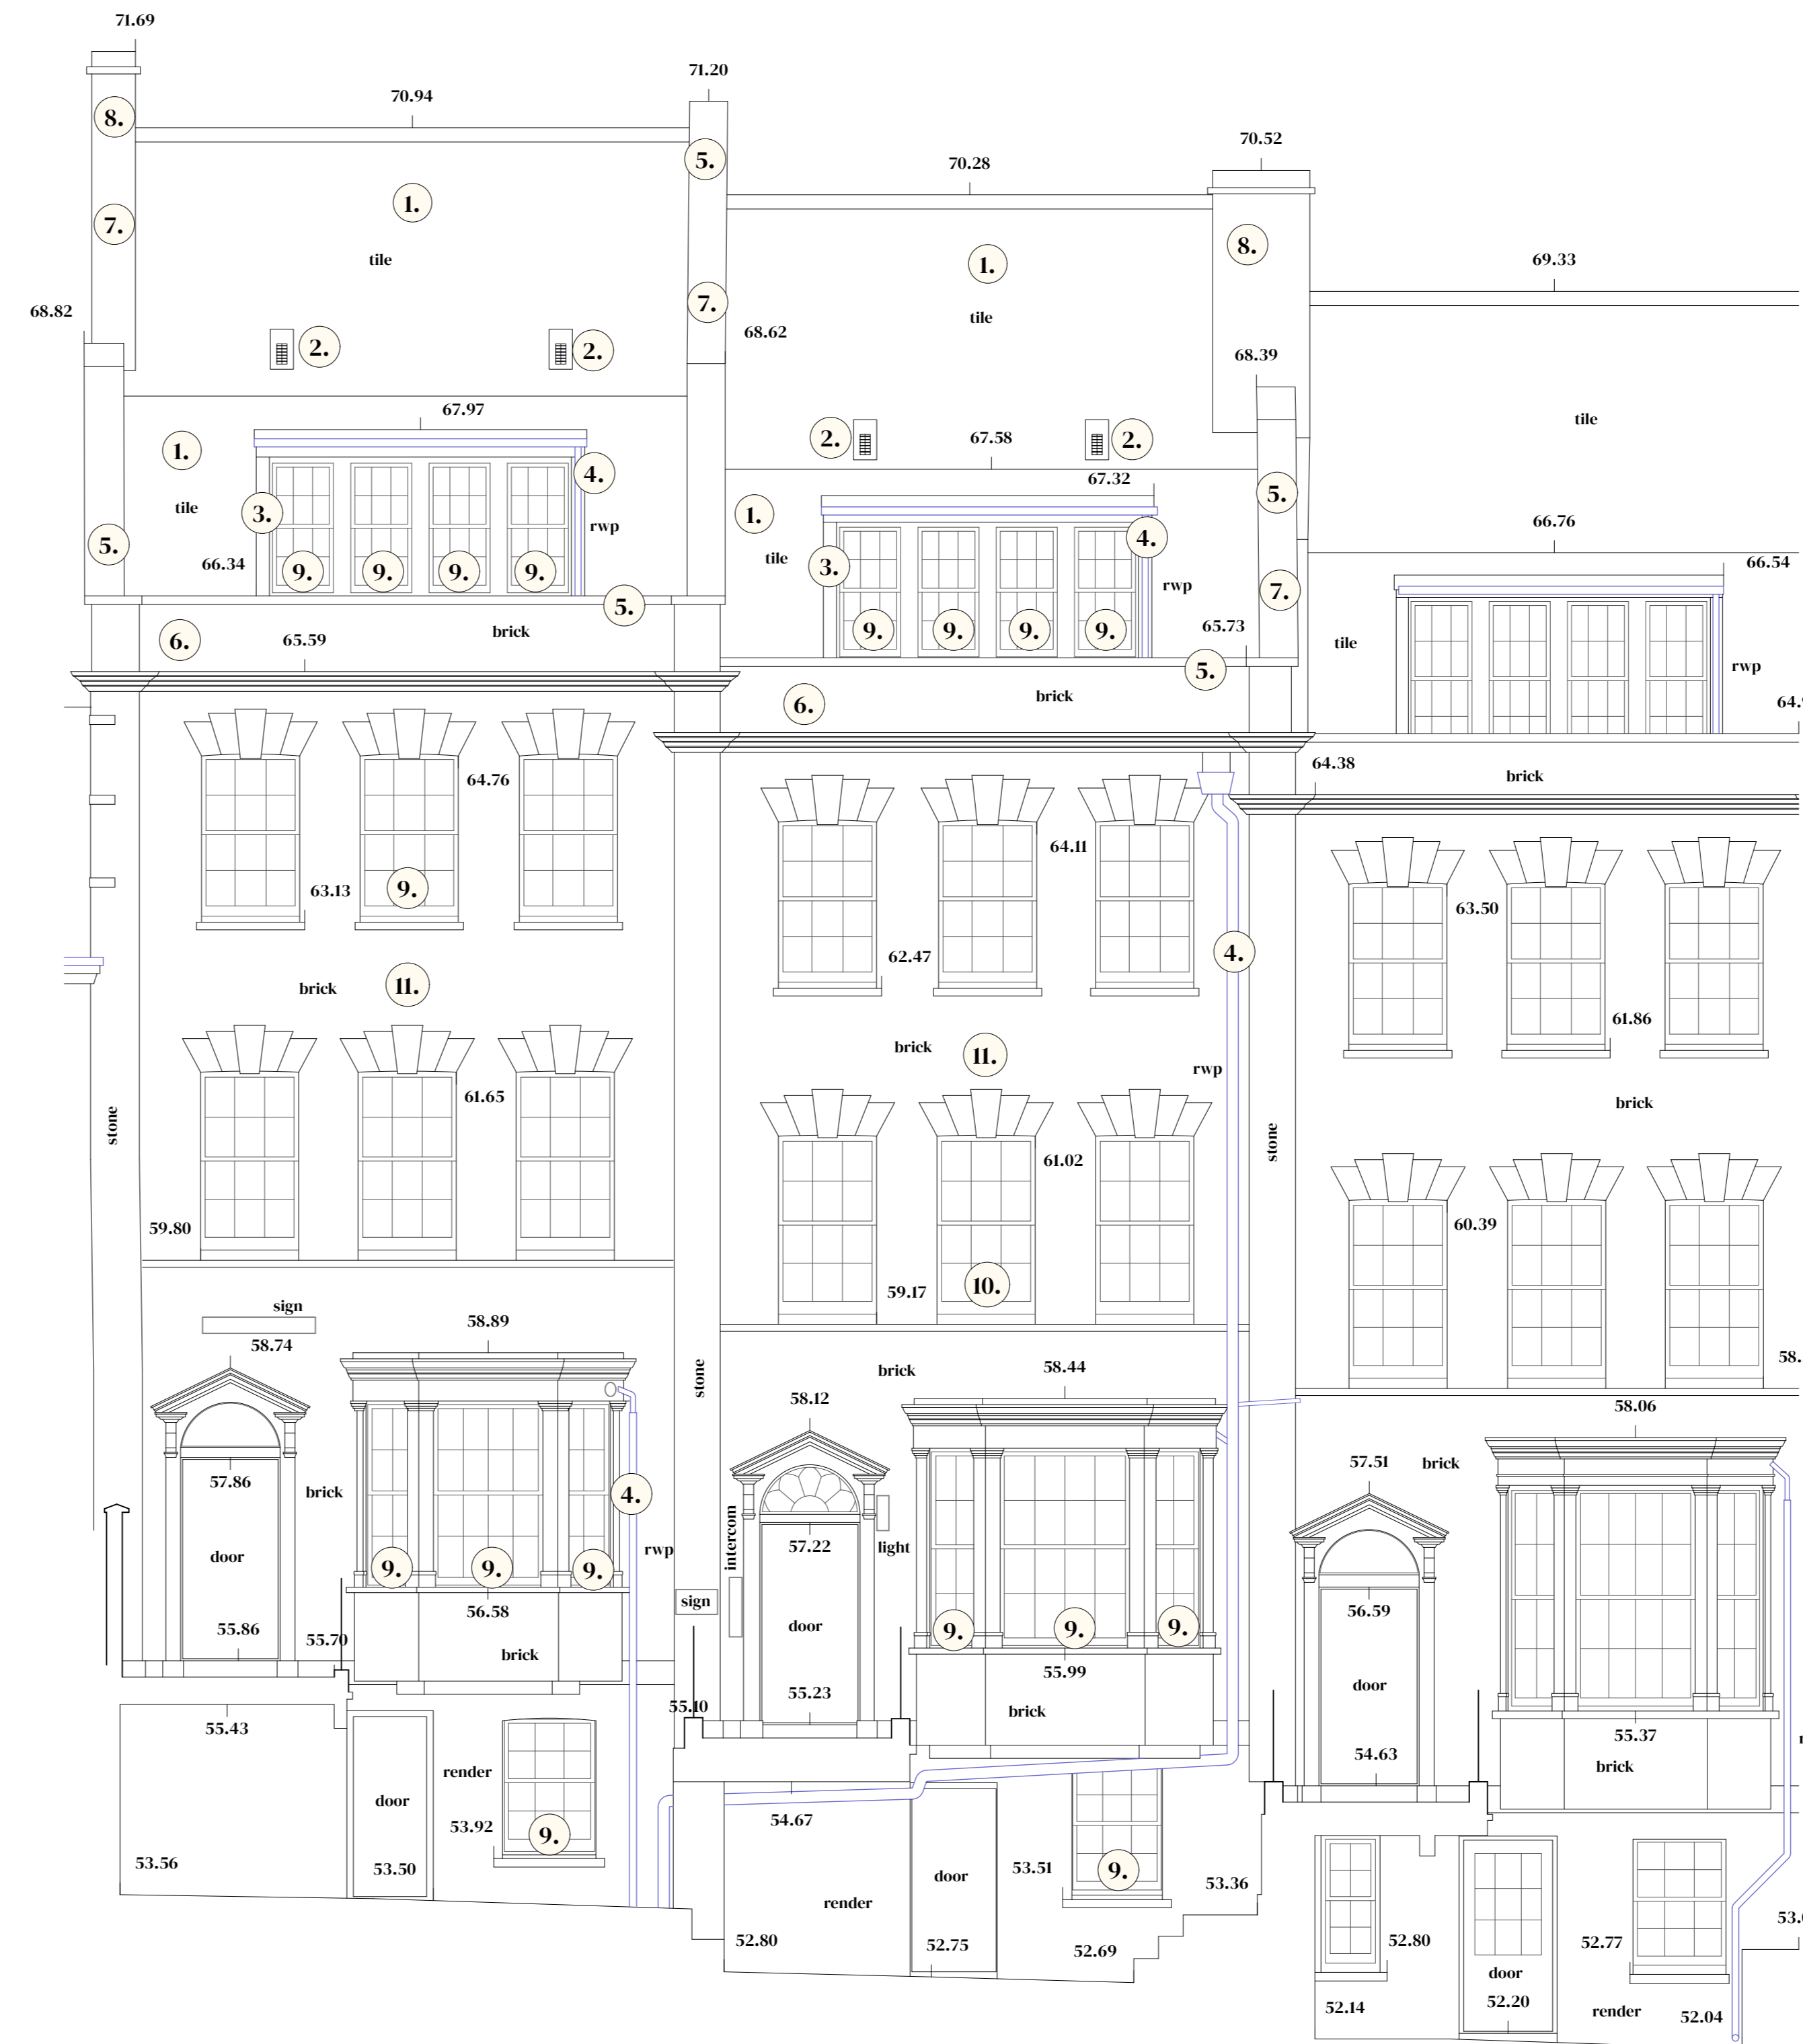 71.69
71.20
70.94
8.
70.52
5.
70.28
1.
7.
8.
tile
1.
69.33
7.
68.82
tile
68.62
2.
2.
68.39
67.97
tile
2.
67.58
2.
1.
4.
67.32
5.
tile
3.
1.
rwp
4.
66.76
5.
66.34
9.
9.
9.
9.
tile
3.
66.54
rwp
7.
5.
6.
65.59
brick
9.
9.
9.
9.
65.73
tile
5.
rwp
6.
brick
64.76
64.38
brick
63.13
9.
64.11
63.50
62.47
4.
brick
11.
61.86
brick
11.
rwp
61.65
brick
stone
stone
61.02
59.80
60.39
59.17
10.
sign
58.74
58.89
58.
stone
brick
58.44
58.12
58.06
57.86
brick
4.
57.51
brick
intercom
57.22
light
door
9.
9.
9.
rwp
56.58
sign
56.59
55.86
55.70
brick
door
9.
9.
9.
55.99
door
55.23
55.10
brick
55.43
55.37
54.63
brick
render
door
53.92
9.
54.67
53.56
53.50
53.51
9.
53.36
door
render
52.80
52.75
52.69
52.80
52.77
door
52.14
52.20
render
52.04